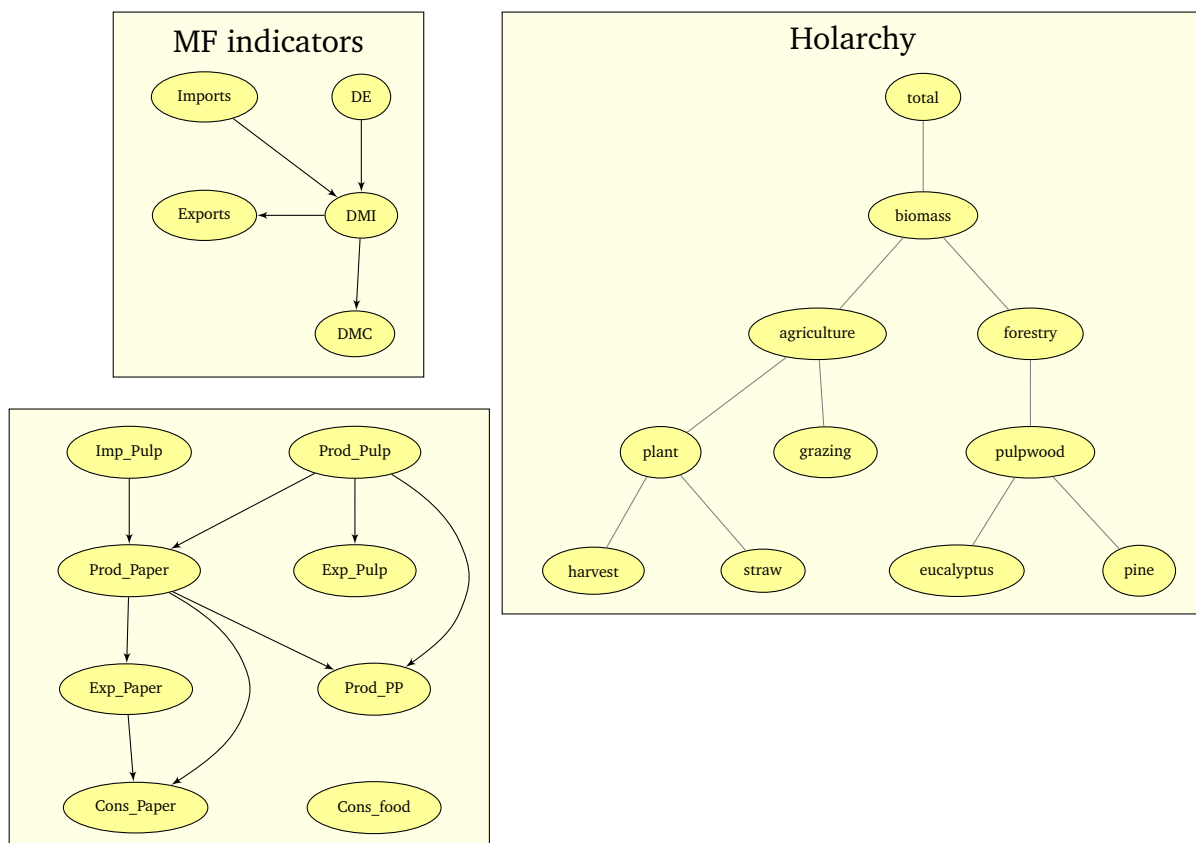 MF indicators
Imports
DE
Exports
DMI
DMC
Holarchy
total
biomass
agriculture
forestry
plant
grazing
pulpwood
harvest
straw
eucalyptus
pine
Imp_Pulp
Prod_Pulp
Prod_Paper
Exp_Pulp
Exp_Paper
Prod_PP
Cons_Paper
Cons_food